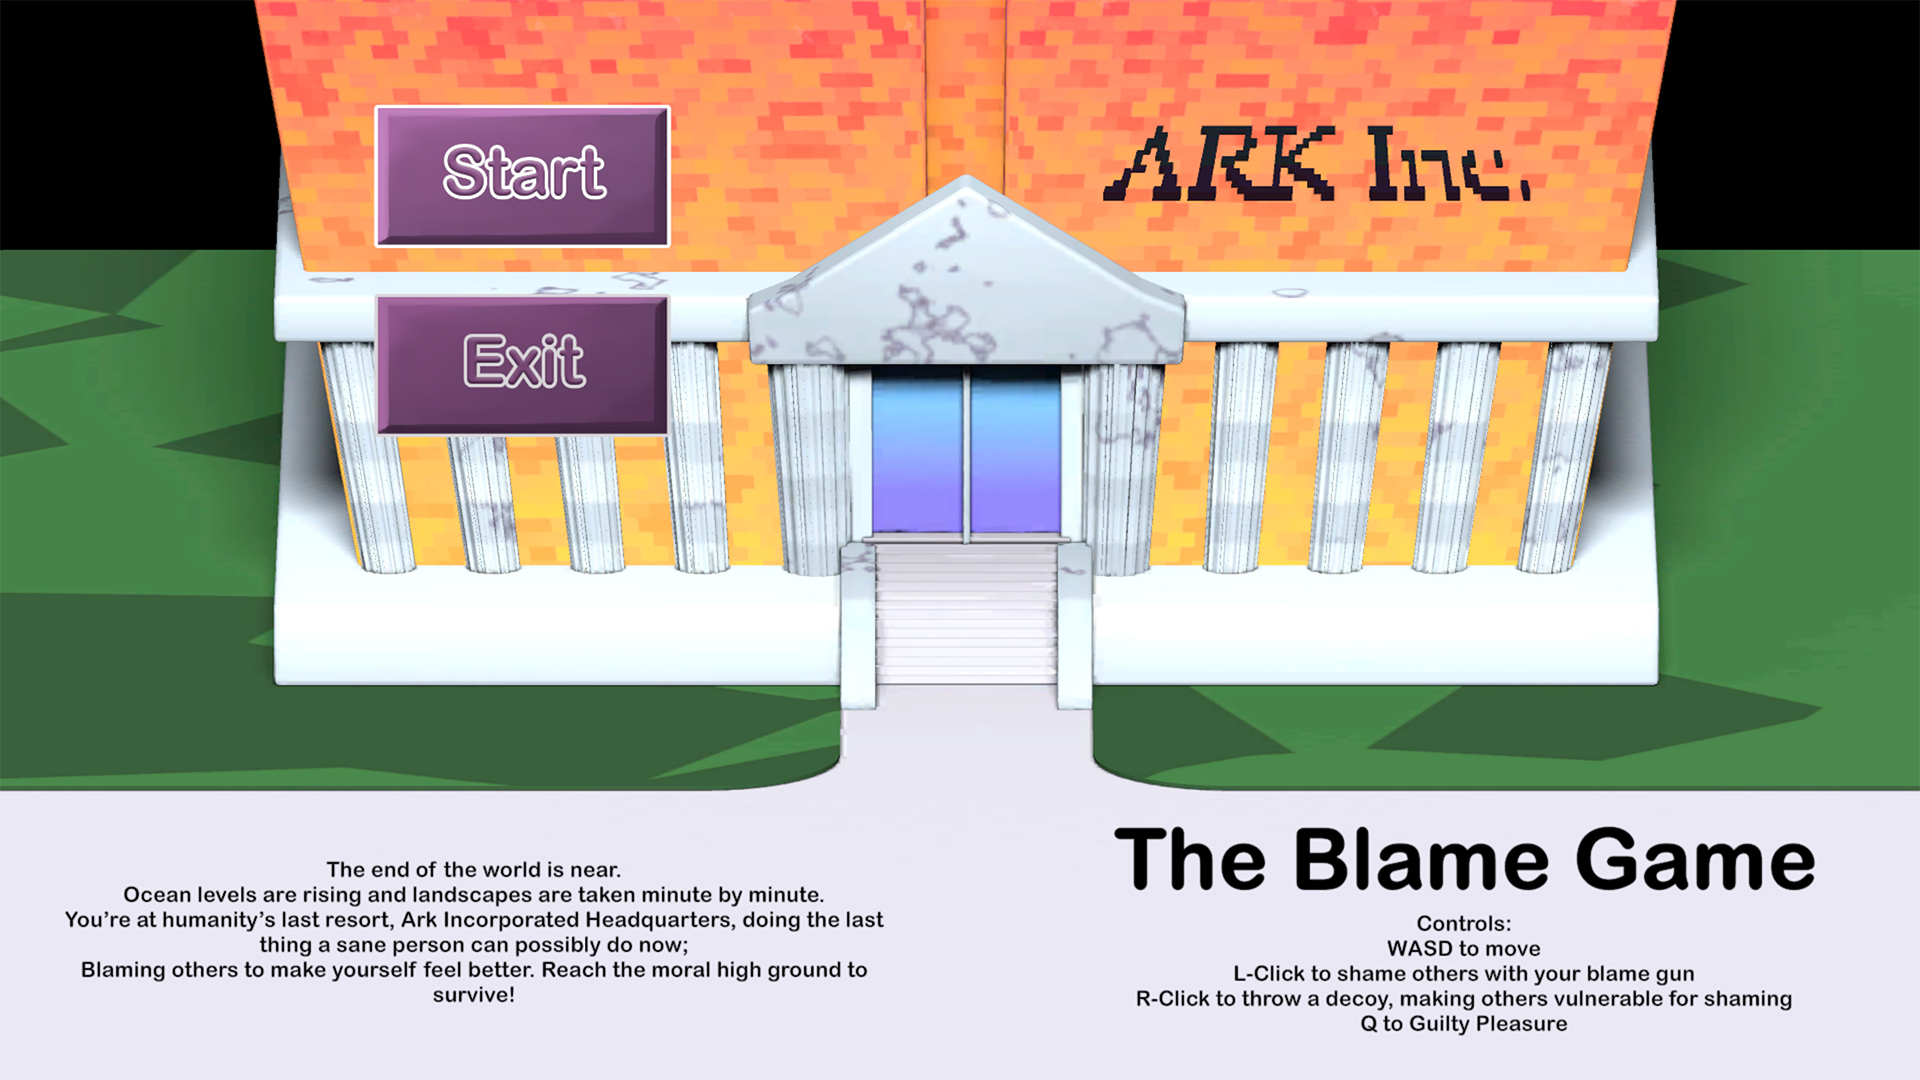 Start
ARK Inc.
Exit
The end of the world is near.
Ocean levels are rising and landscapes are taken minute by minute.
You’re at humanity’s last resort, Ark Incorporated Headquarters, doing the last
thing a sane person can possibly do now;
Blaming others to make yourself feel better. Reach the moral high ground to
survive!
The Blame Game
Controls:
WASD to move
L-Click to shame others with your blame gun
R-Click to throw a decoy, making others vulnerable for shaming
Q to Guilty Pleasure